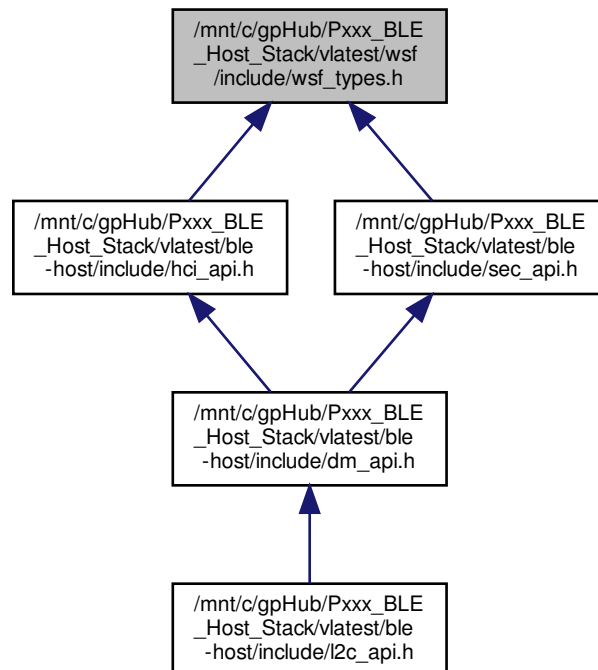 /mnt/c/gpHub/Pxxx_BLE
_Host_Stack/vlatest/wsf
/include/wsf_types.h
/mnt/c/gpHub/Pxxx_BLE
_Host_Stack/vlatest/ble
-host/include/hci_api.h
/mnt/c/gpHub/Pxxx_BLE
_Host_Stack/vlatest/ble
-host/include/sec_api.h
/mnt/c/gpHub/Pxxx_BLE
_Host_Stack/vlatest/ble
-host/include/dm_api.h
/mnt/c/gpHub/Pxxx_BLE
_Host_Stack/vlatest/ble
-host/include/l2c_api.h